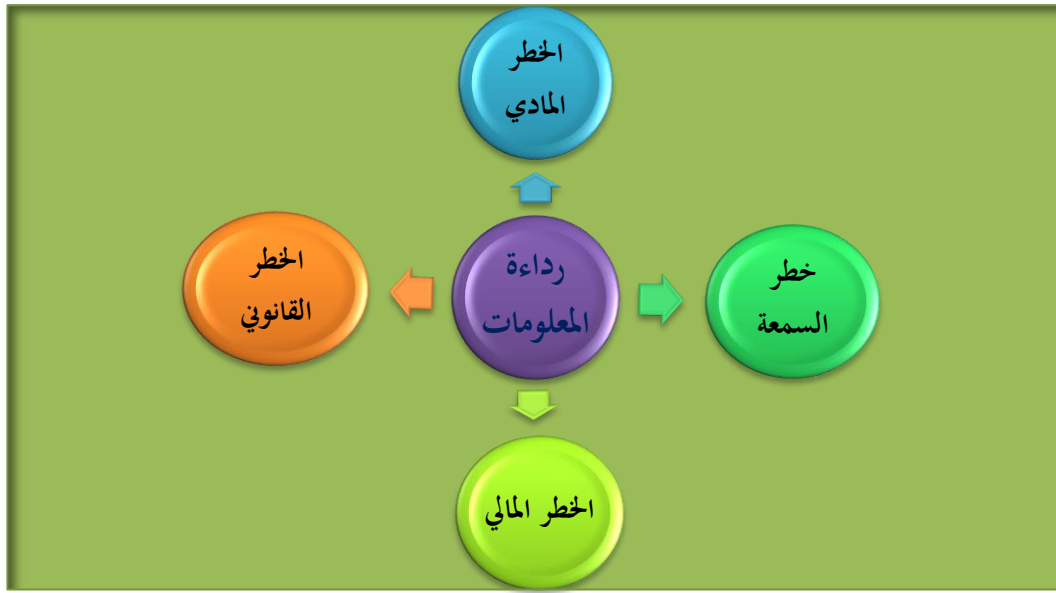 الخطر
المادي
رداءة
المعلومات
خطر
السمعة
الخطر
القانوني
الخطر المالي